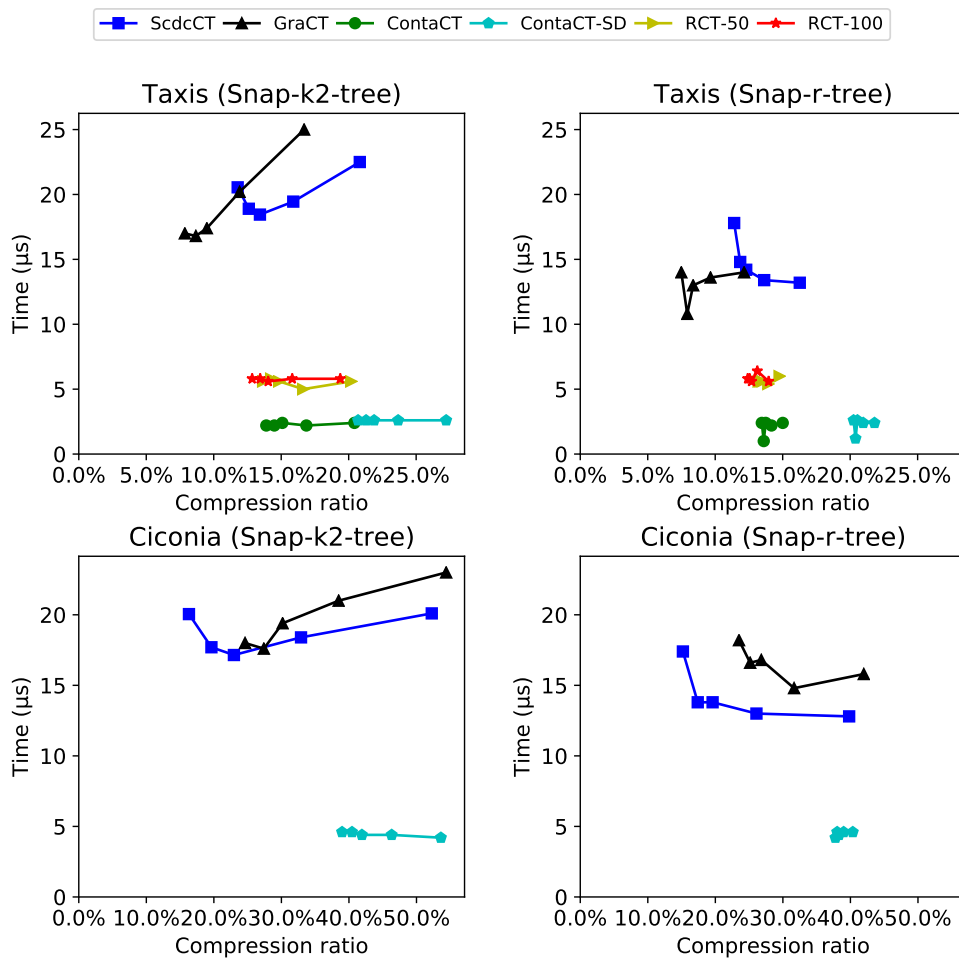 ScdcCT GraCT ContaCT ContaCT-SD RCT-50 RCT-100
Taxis (Snap-k2-tree)
25
20
15
10
5
0
Time (µs)
0.0% 5.0% 10.0% 15.0% 20.0% 25.0%
Compression ratio
Taxis (Snap-r-tree)
25
20
15
10
5
0
Time (µs)
0.0% 5.0% 10.0% 15.0% 20.0% 25.0%
Compression ratio
Ciconia (Snap-k2-tree)
20
15
10
5
0
Time (µs)
0.0% 10.0% 20.0% 30.0% 40.0% 50.0%
Compression ratio
Ciconia (Snap-r-tree)
20
15
10
5
0
Time (µs)
0.0% 10.0% 20.0% 30.0% 40.0% 50.0%
Compression ratio